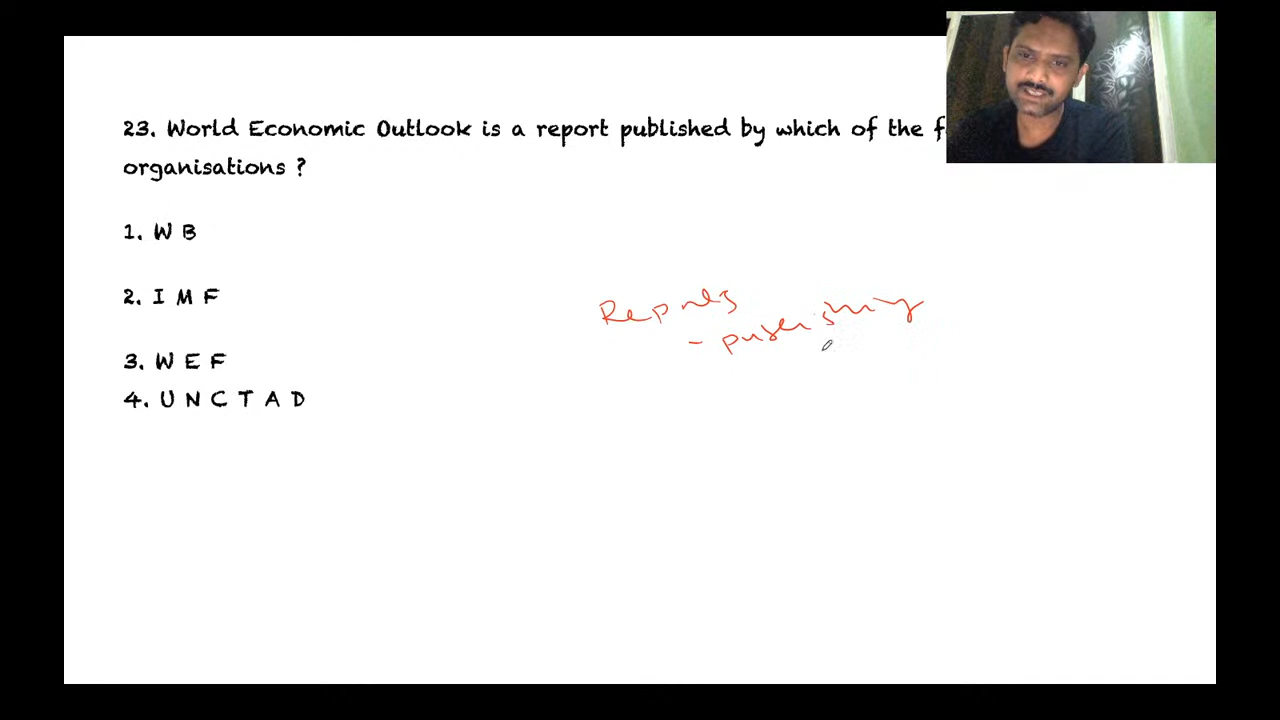 23. World Economic Outlook is a report published by which of the f
organisations ?
1. W B
2. I M F
Reports
- publishing
3. W E F
4. U N C T A D